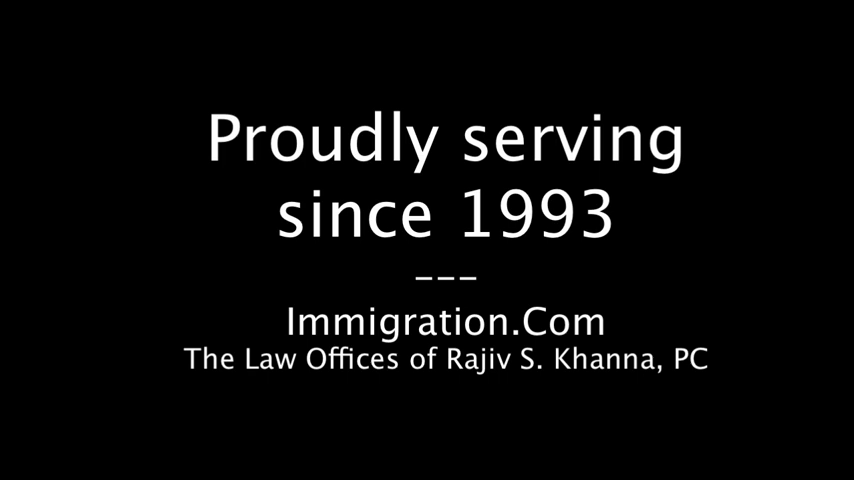 Proudly serving
since 1993
---
Immigration.Com
The Law Offices of Rajiv S. Khanna, PC